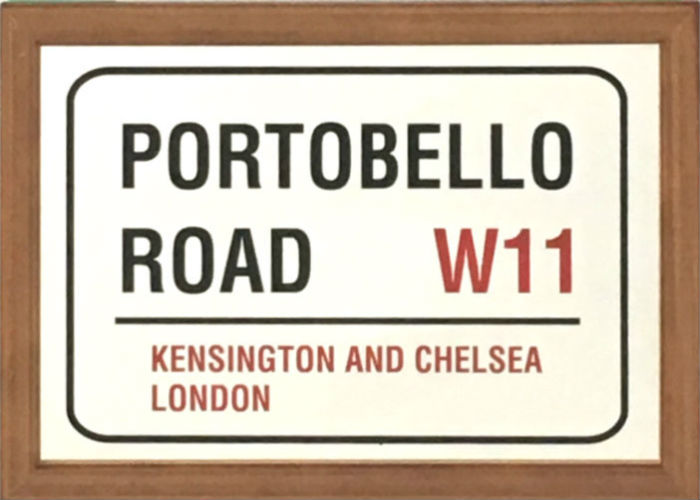 PORTOBELLO
ROAD W11
KENSINGTON AND CHELSEA
LONDON